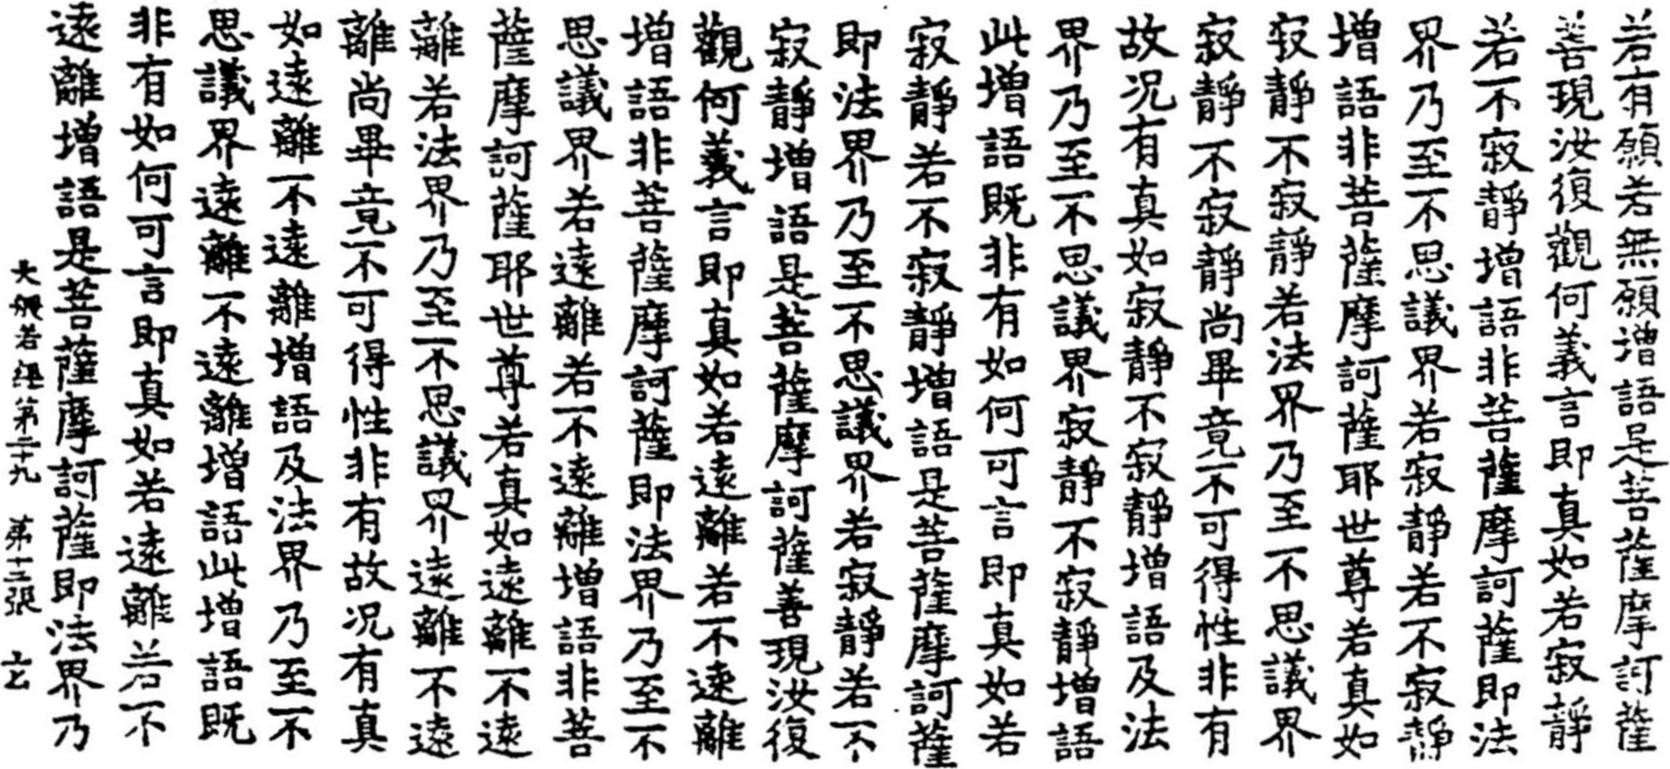 若有願若無願增語是菩薩摩訶薩
善現汝復觀何義言即真如若寂靜
若不寂靜增語非菩薩摩訶薩即法
界乃至不思議界若寂靜若不寂靜
增語非菩薩摩訶薩耶世尊若真如
寂靜不寂靜若法界乃至不思議界
寂靜不寂靜尚畢竟不可得性非有
故况有真如寂靜不寂靜增語及法
界乃至不思議界寂靜不寂靜增語
此增語既非有如何可言即真如若
寂靜若不寂靜增語是菩薩摩訶薩
即法界乃至不思議界若寂靜若不
寂靜增語是菩薩摩訶薩善現汝復
觀何義言即真如若遠離若不遠離
增語非菩薩摩訶薩即法界乃至不
思議界若遠離若不遠離增語非菩
薩摩訶薩耶世尊若真如遠離不遠
離若法界乃至不思議界遠離不遠
離尚畢竟不可得性非有故况有真
如遠離不遠離增語及法界乃至不
思議界遠離不遠離增語此增語既
非有如何可言即真如若遠離若不
遠離增語是菩薩摩訶薩即法界乃
大般若經第二十九 第十三張 玄